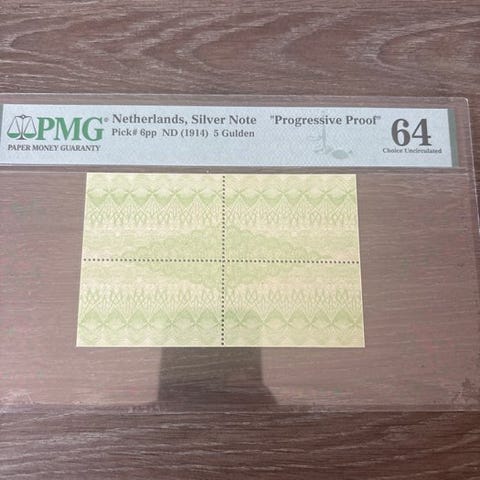 PMG® Netherlands, Silver Note "Progressive Proof" 64
Pick# 6pp ND (1914) 5 Gulden
PAPER MONEY GUARANTY Choice Uncirculated